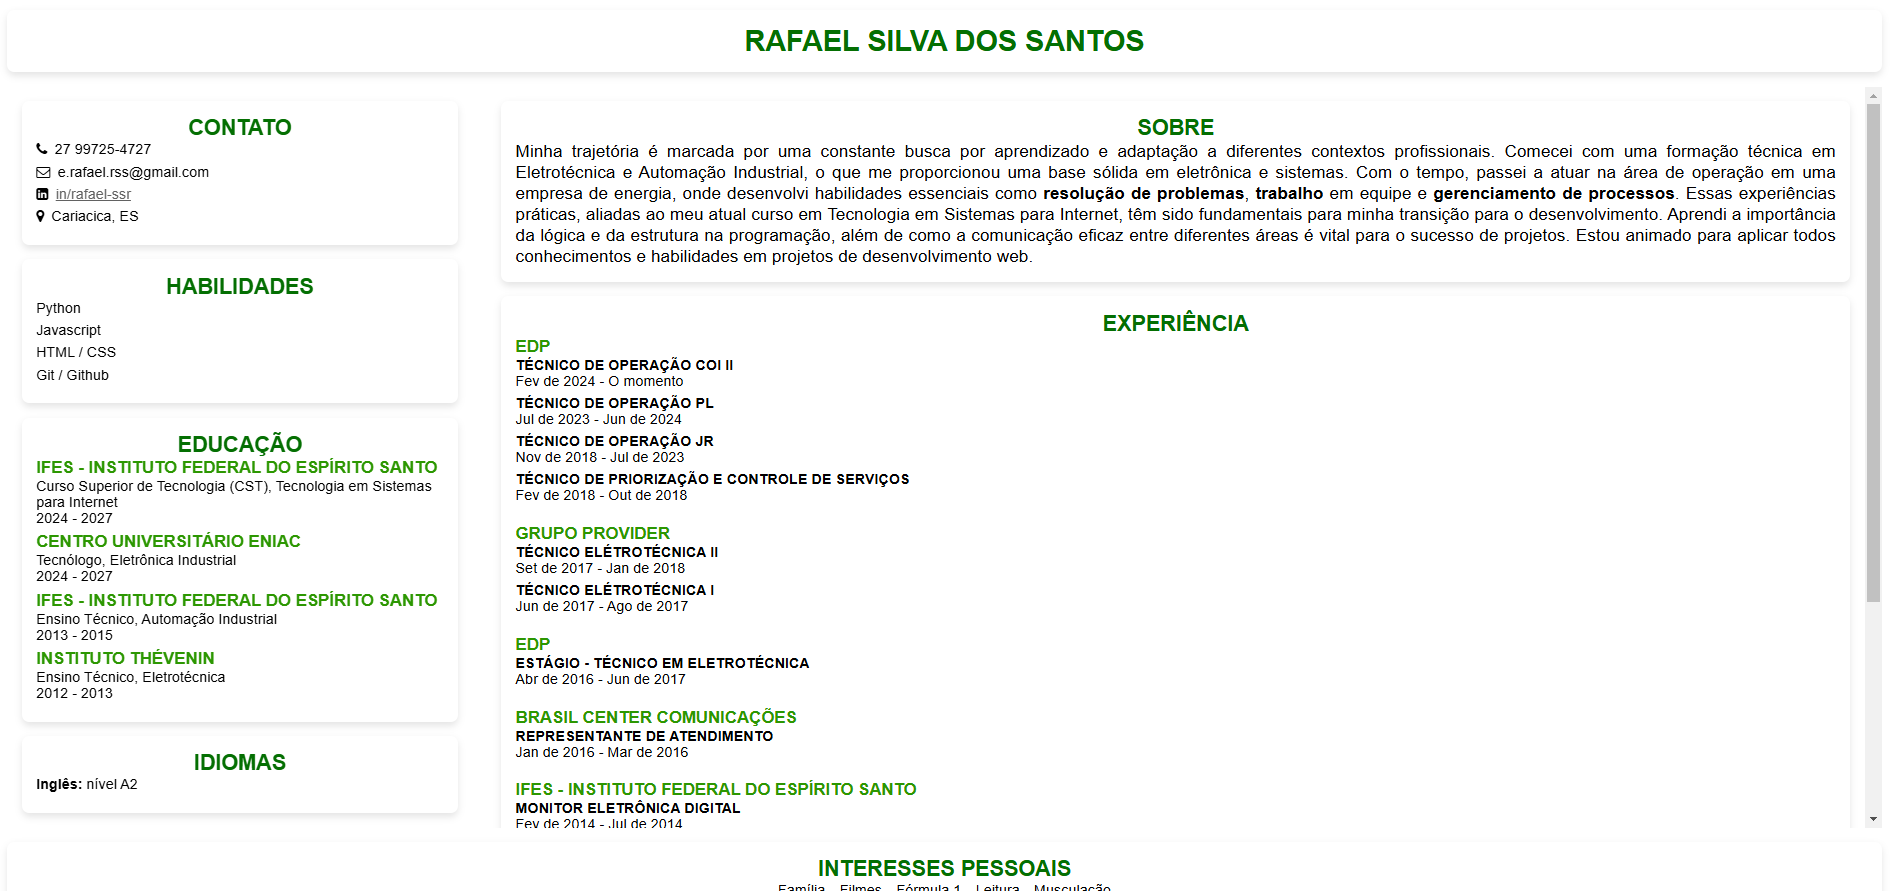 RAFAEL SILVA DOS SANTOS
CONTATO
27 99725-4727
e.rafael.rss@gmail.com
in/rafael-ssr
Cariacica, ES
HABILIDADES
Python
Javascript
HTML / CSS
Git / Github
EDUCAÇÃO
IFES - INSTITUTO FEDERAL DO ESPÍRITO SANTO
Curso Superior de Tecnologia (CST), Tecnologia em Sistemas
para Internet
2024 - 2027
CENTRO UNIVERSITÁRIO ENIAC
Tecnólogo, Eletrônica Industrial
2024 - 2027
IFES - INSTITUTO FEDERAL DO ESPÍRITO SANTO
Ensino Técnico, Automação Industrial
2013 - 2015
INSTITUTO THÉVENIN
Ensino Técnico, Eletrotécnica
2012 - 2013
IDIOMAS
Inglês: nível A2
SOBRE
Minha trajetória é marcada por uma constante busca por aprendizado e adaptação a diferentes contextos profissionais. Comecei com uma formação técnica em
Eletrotécnica e Automação Industrial, o que me proporcionou uma base sólida em eletrônica e sistemas. Com o tempo, passei a atuar na área de operação em uma
empresa de energia, onde desenvolvi habilidades essenciais como resolução de problemas, trabalho em equipe e gerenciamento de processos. Essas experiências
práticas, aliadas ao meu atual curso em Tecnologia em Sistemas para Internet, têm sido fundamentais para minha transição para o desenvolvimento. Aprendi a importância
da lógica e da estrutura na programação, além de como a comunicação eficaz entre diferentes áreas é vital para o sucesso de projetos. Estou animado para aplicar todos
conhecimentos e habilidades em projetos de desenvolvimento web.
EXPERIÊNCIA
EDP
TÉCNICO DE OPERAÇÃO COI II
Fev de 2024 - O momento
TÉCNICO DE OPERAÇÃO PL
Jul de 2023 - Jun de 2024
TÉCNICO DE OPERAÇÃO JR
Nov de 2018 - Jul de 2023
TÉCNICO DE PRIORIZAÇÃO E CONTROLE DE SERVIÇOS
Fev de 2018 - Out de 2018
GRUPO PROVIDER
TÉCNICO ELÉTROTÉCNICA II
Set de 2017 - Jan de 2018
TÉCNICO ELÉTROTÉCNICA I
Jun de 2017 - Ago de 2017
EDP
ESTÁGIO - TÉCNICO EM ELETROTÉCNICA
Abr de 2016 - Jun de 2017
BRASIL CENTER COMUNICAÇÕES
REPRESENTANTE DE ATENDIMENTO
Jan de 2016 - Mar de 2016
IFES - INSTITUTO FEDERAL DO ESPÍRITO SANTO
MONITOR ELETRÔNICA DIGITAL
Fev de 2014 - Jul de 2014
INTERESSES PESSOAIS
Família Filmes Fórmula 1 Leitura Musculação